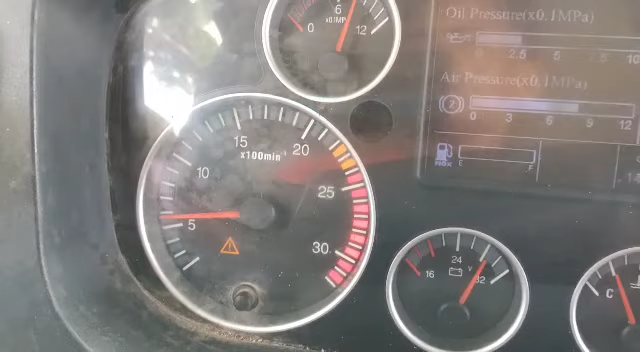 6
x0.1MPa
0
12
Oil Pressure(x0.1MPa)
0 2.5 5 7.5 10
Air Pressure(x0.1MPa)
2
0 3 6 9 12
E F
15
20
x100min⁻¹
10
25
5
30
24
V
16
32
C